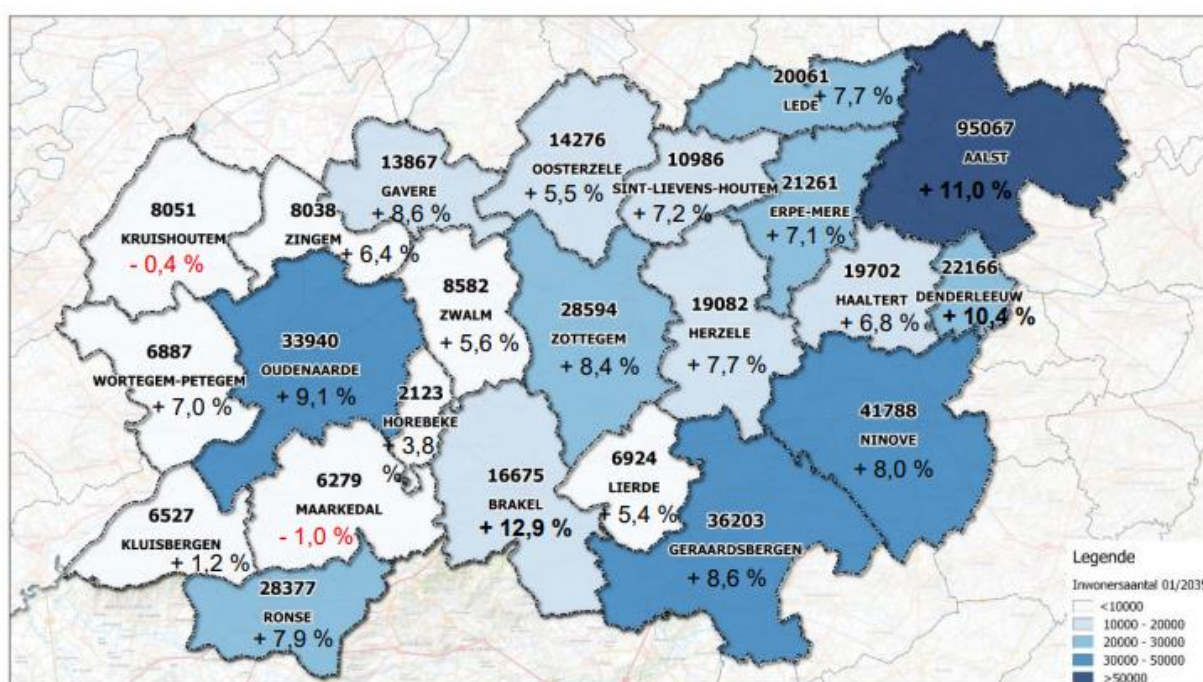 20061
LEDE
+ 7,7 %
95067
AALST
+ 11,0 %
14276
OOSTERZELE
+ 5,5 %
10986
SINT-LIEVENS-HOUTEM
+ 7,2 %
13867
GAVERE
+ 8,6 %
21261
ERPE-MERE
+ 7,1 %
8051
KRUISHOUTEM
- 0,4 %
8038
ZINGEM
+ 6,4 %
8582
ZWALM
+ 5,6 %
28594
ZOTTEGEM
+ 8,4 %
19082
HERZELE
+ 7,7 %
19702
HAALTERT
+ 6,8 %
22166
DENDERLEEUW
+ 10,4 %
6887
WORTEGEM-PETEGEM
+ 7,0 %
33940
OUDENAARDE
+ 9,1 %
2123
HOREBEKE
+ 3,8
%
41788
NINOVE
+ 8,0 %
6527
KLUISBERGEN
+ 1,2 %
6279
MAARKEDAL
- 1,0 %
16675
BRAKEL
+ 12,9 %
6924
LIERDE
+ 5,4 %
36203
GERAARDSBERGEN
+ 8,6 %
28377
RONSE
+ 7,9 %
Legende
Inwonersaantal 01/2039
<10000
10000 - 20000
20000 - 30000
30000 - 50000
>50000